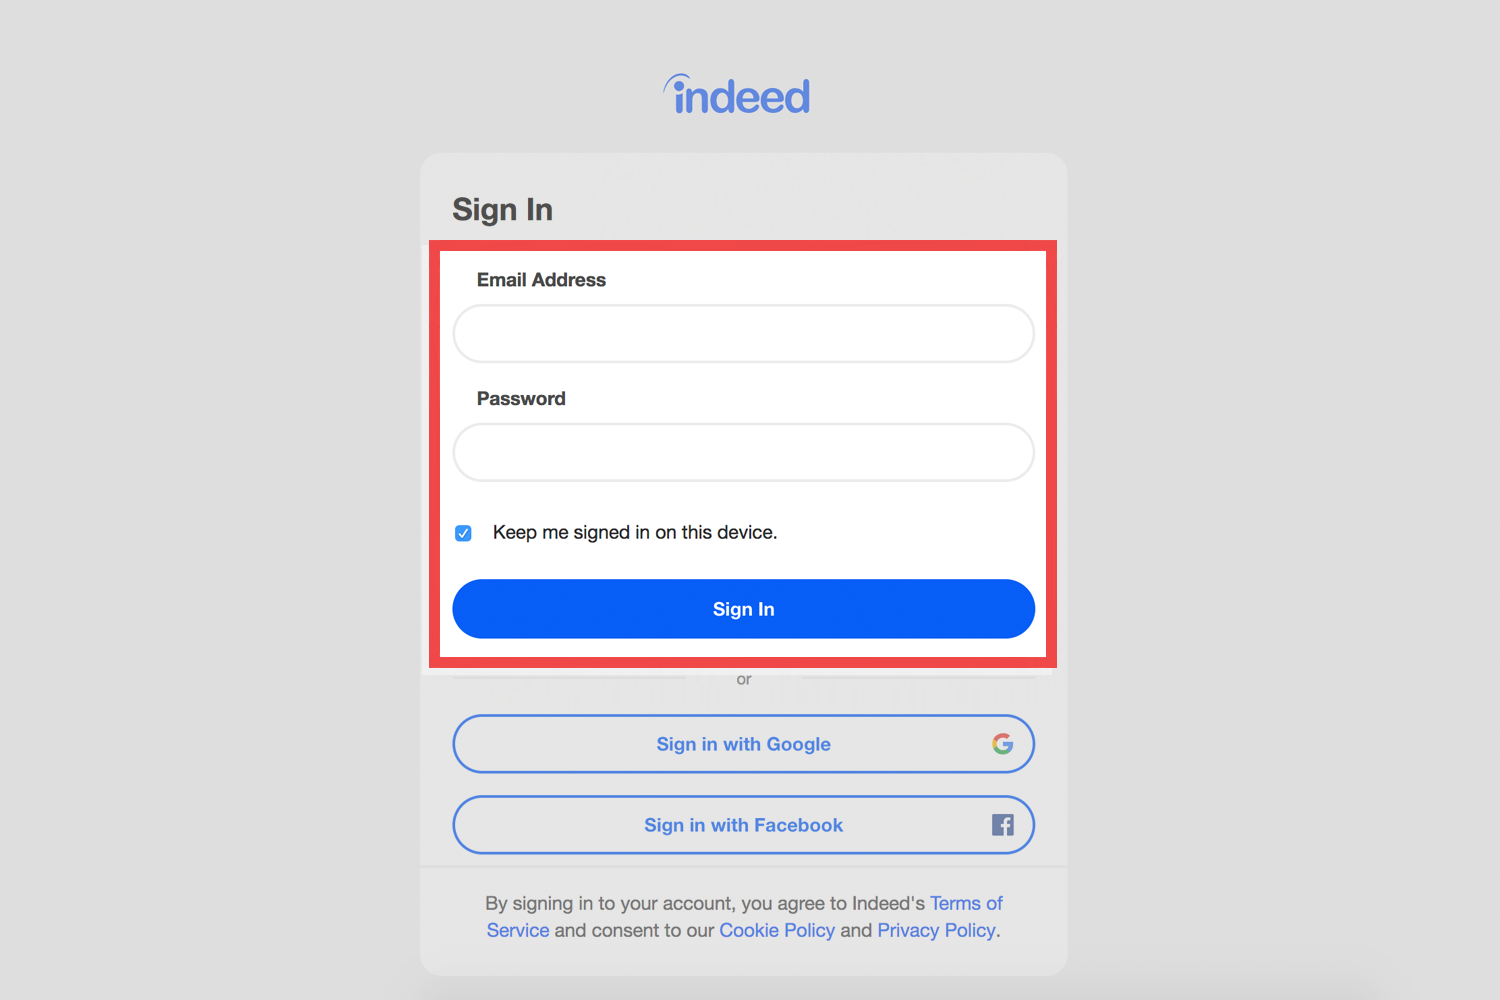 indeed
Sign In
Email Address
Password
Keep me signed in on this device.
Sign In
or
Sign in with Google
Sign in with Facebook
By signing in to your account, you agree to Indeed's Terms of
Service and consent to our Cookie Policy and Privacy Policy.